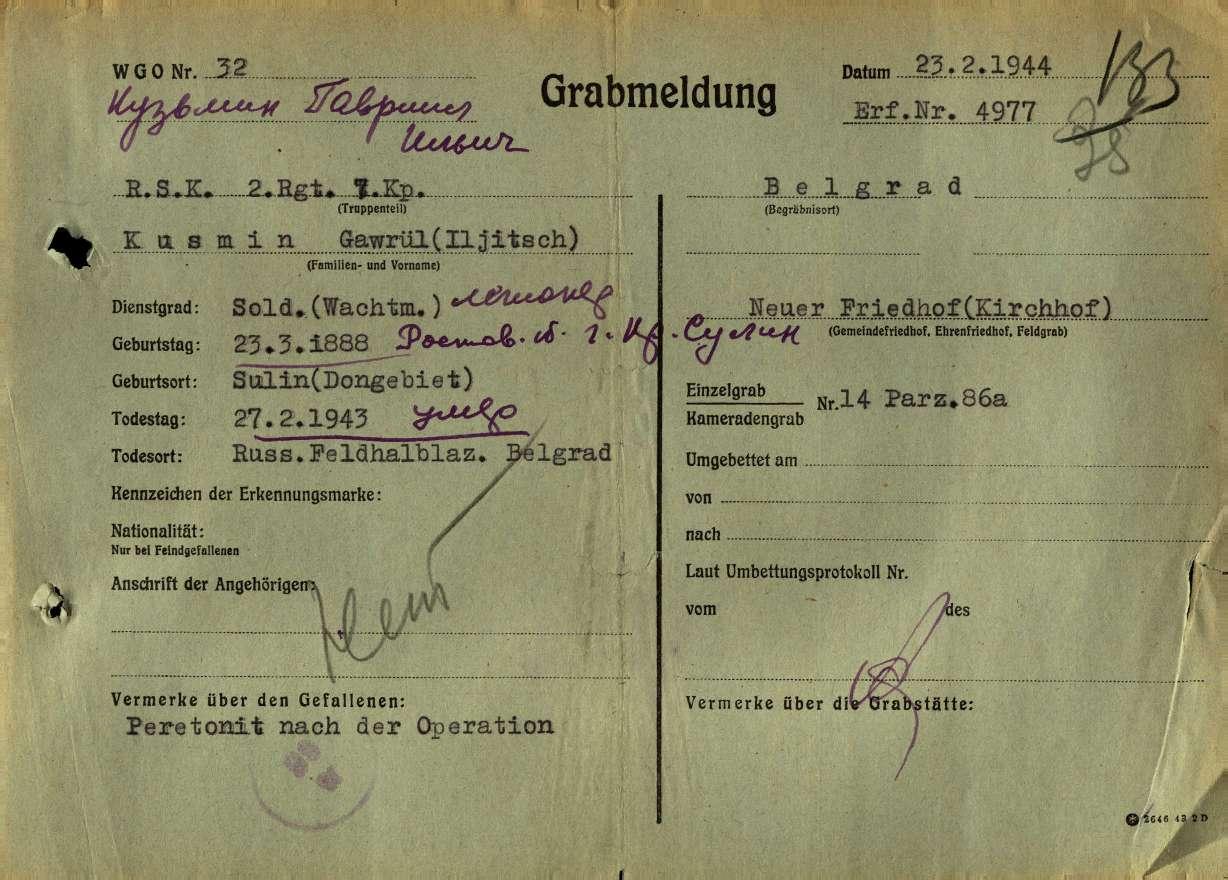 WGO Nr. 32
Grabmeldung
Datum 23.2.1944
133
Кузьмин Гавриил
Erf.Nr. 4977
Ильич
R.S.K. 2.Rgt. 7.Kp.
(Truppenteil)
Kusmin Gawrül(Iljitsch)
(Familien- und Vorname)
Dienstgrad: Sold.(Wachtm.)
Geburtstag: 23.3.1888 Ростов. г. Кр. Сулин
Geburtsort: Sulin(Dongebiet)
Todestag: 27.2.1943 умер
Todesort: Russ.Feldhalblaz. Belgrad
Kennzeichen der Erkennungsmarke:
Nationalität:
Nur bei Feindgefallenen
Anschrift der Angehörigen:
Vermerke über den Gefallenen:
Peretonit nach der Operation
Belgrad
(Begräbnisort)
Neuer Friedhof(Kirchhof)
(Gemeindefriedhof, Ehrenfriedhof, Feldgrab)
Einzelgrab
Kameradengrab
Nr.14 Parz.86a
Umgebettet am
von
nach
Laut Umbettungsprotokoll Nr.
vom des
Vermerke über die Grabstätte:
2646 43 2 D